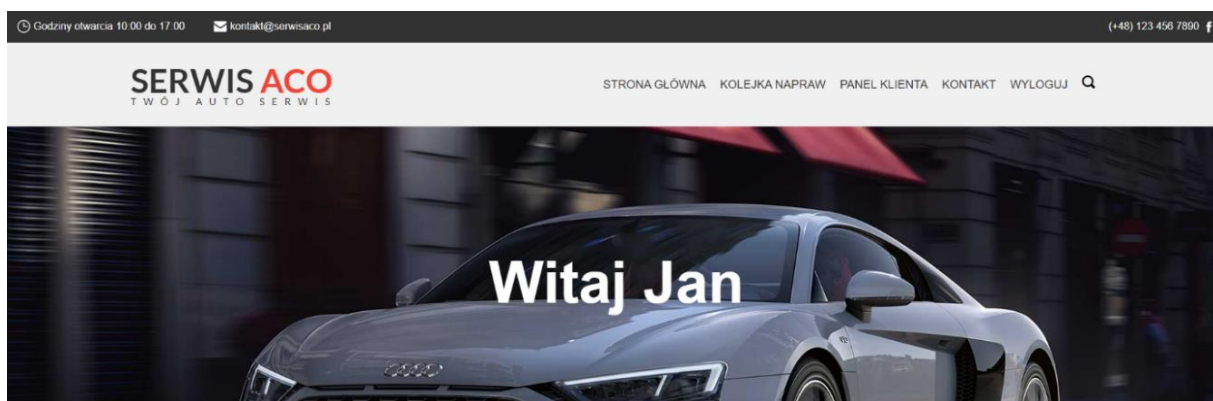 Godziny otwarcia 10:00 do 17:00 kontakt@serwisaco.pl (+48) 123 456 7890
SERWIS ACO
TWÓJ AUTO SERWIS
STRONA GŁÓWNA KOLEJKA NAPRAW PANEL KLIENTA KONTAKT WYLOGUJ
Witaj Jan